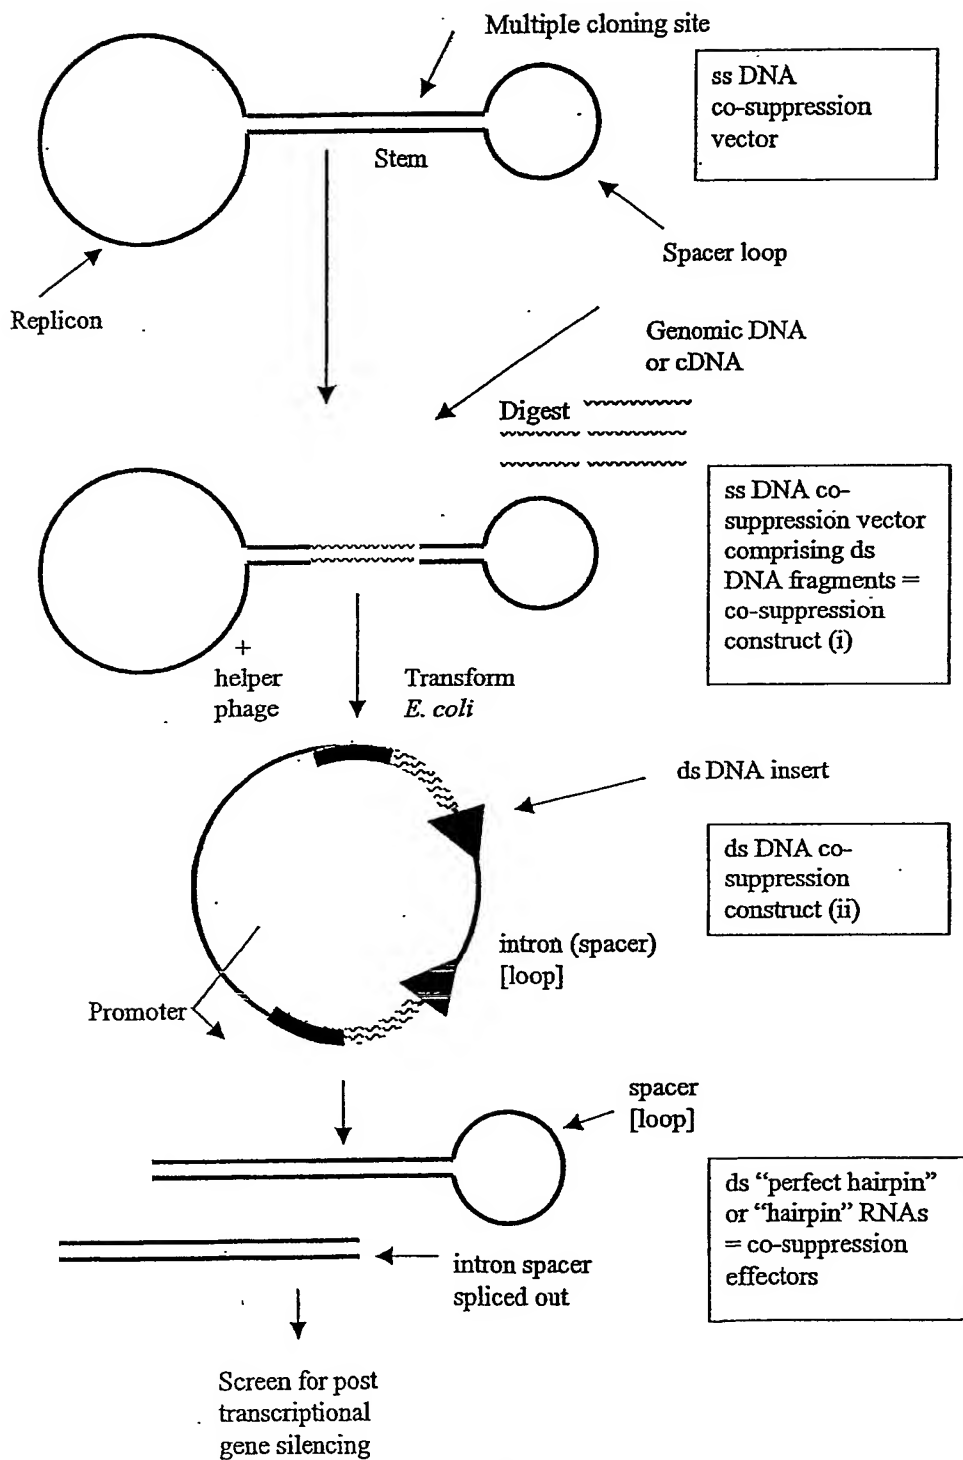 Multiple cloning site
ss DNA
co-suppression
vector
Stem
Spacer loop
Replicon
Genomic DNA
or cDNA
Digest
ss DNA co-
suppression vector
comprising ds
DNA fragments =
co-suppression
construct (i)
+
helper
phage
Transform
E. coli
ds DNA insert
ds DNA co-
suppression
construct (ii)
intron (spacer)
[loop]
Promoter
spacer
[loop]
ds “perfect hairpin”
or “hairpin” RNAs
= co-suppression
effectors
intron spacer
spliced out
Screen for post
transcriptional
gene silencing